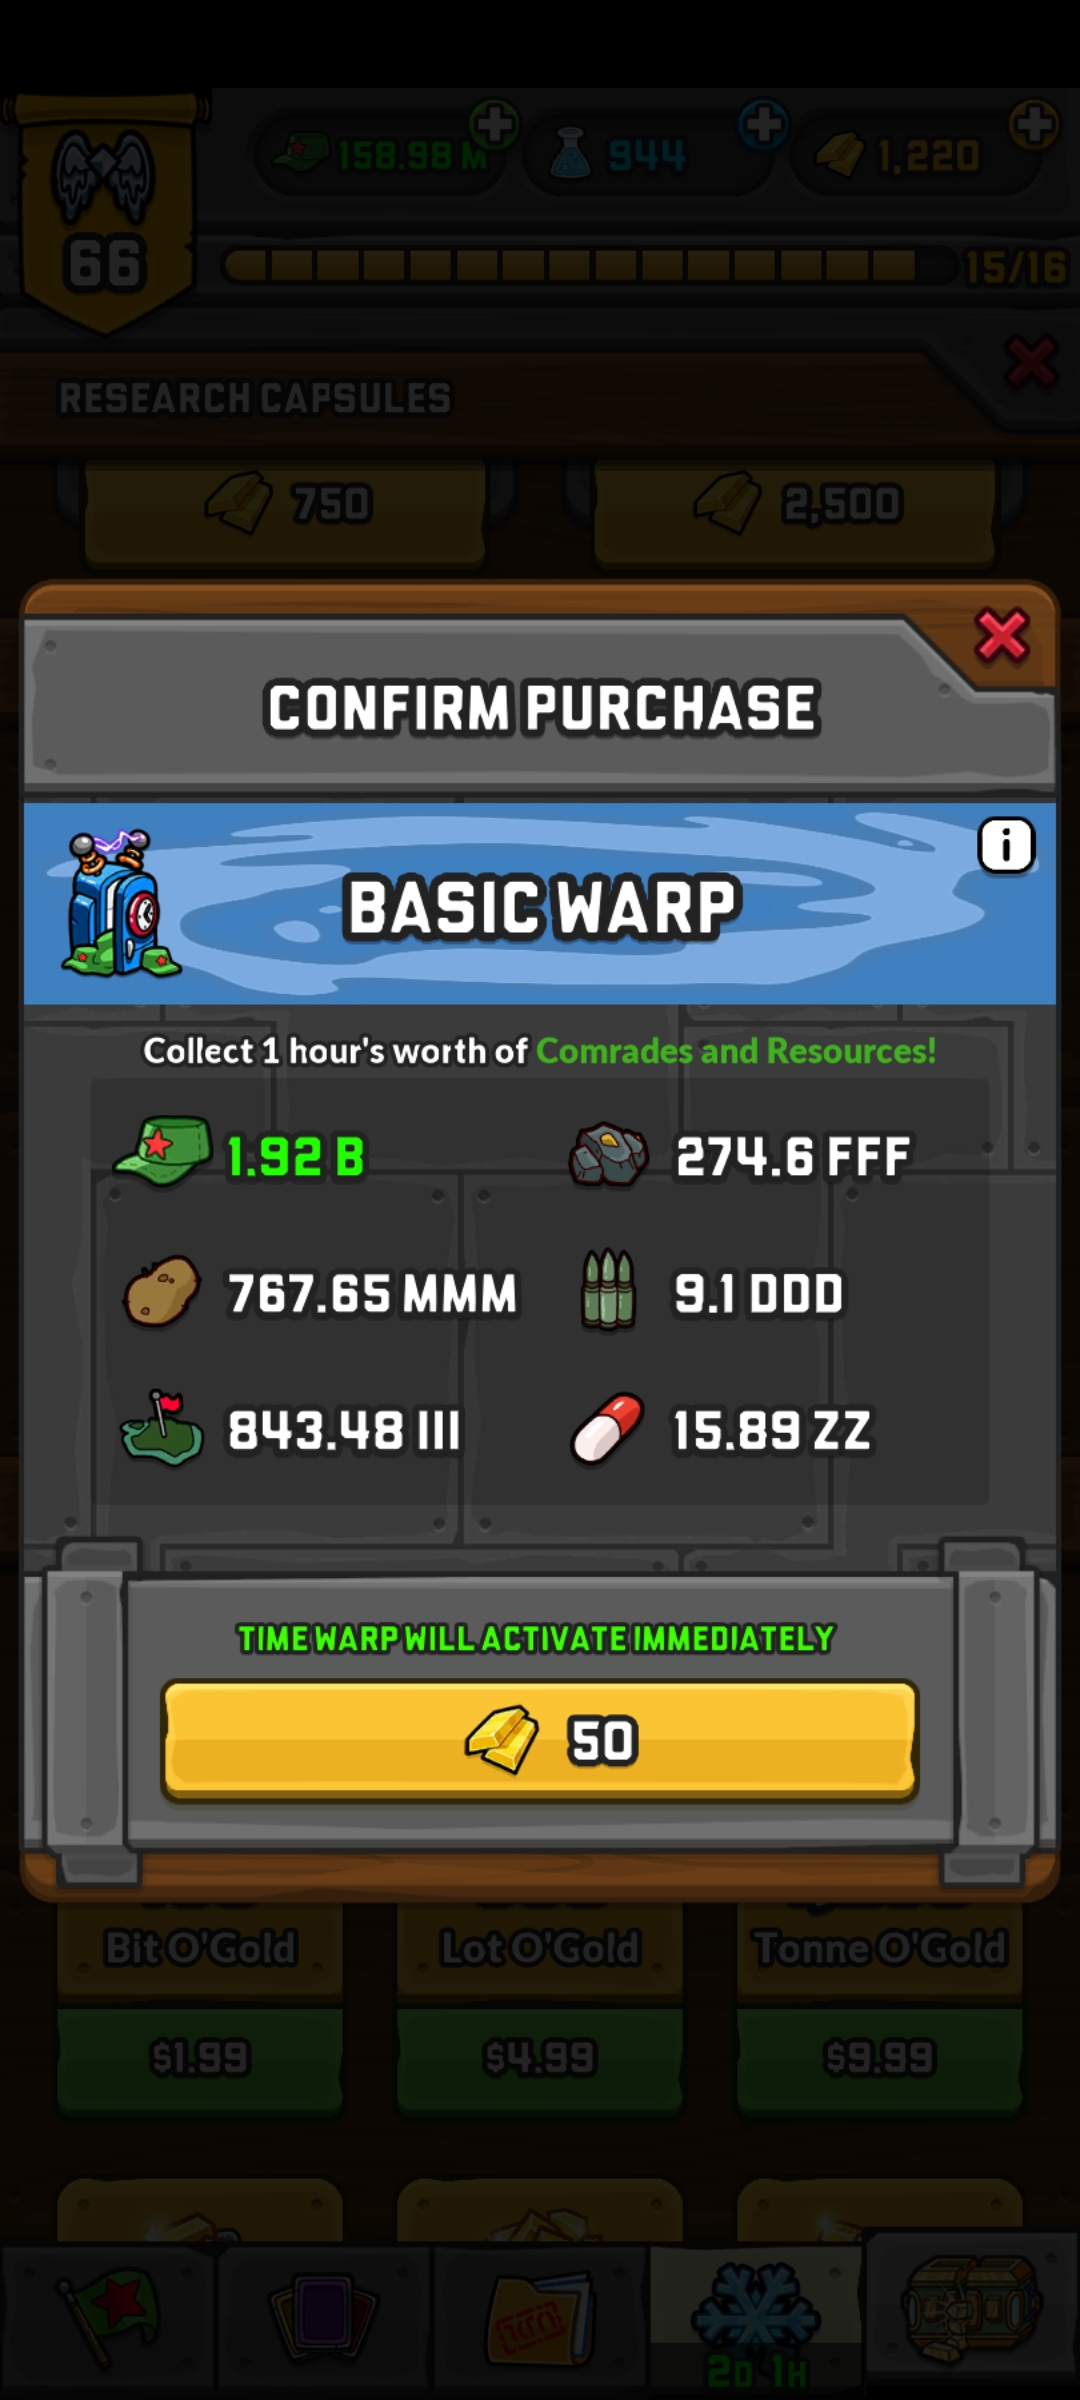 158.98 M 944 1,220
66
15/16
RESEARCH CAPSULES
750 2,500
CONFIRM PURCHASE
BASIC WARP
i
Collect 1 hour's worth of Comrades and Resources!
1.92 B 274.6 FFF
767.65 MMM 9.1 DDD
843.48 III 15.89 ZZ
TIME WARP WILL ACTIVATE IMMEDIATELY
50
Bit O'Gold Lot O'Gold Tonne O'Gold
$1.99 $4.99 $9.99
2D 1H